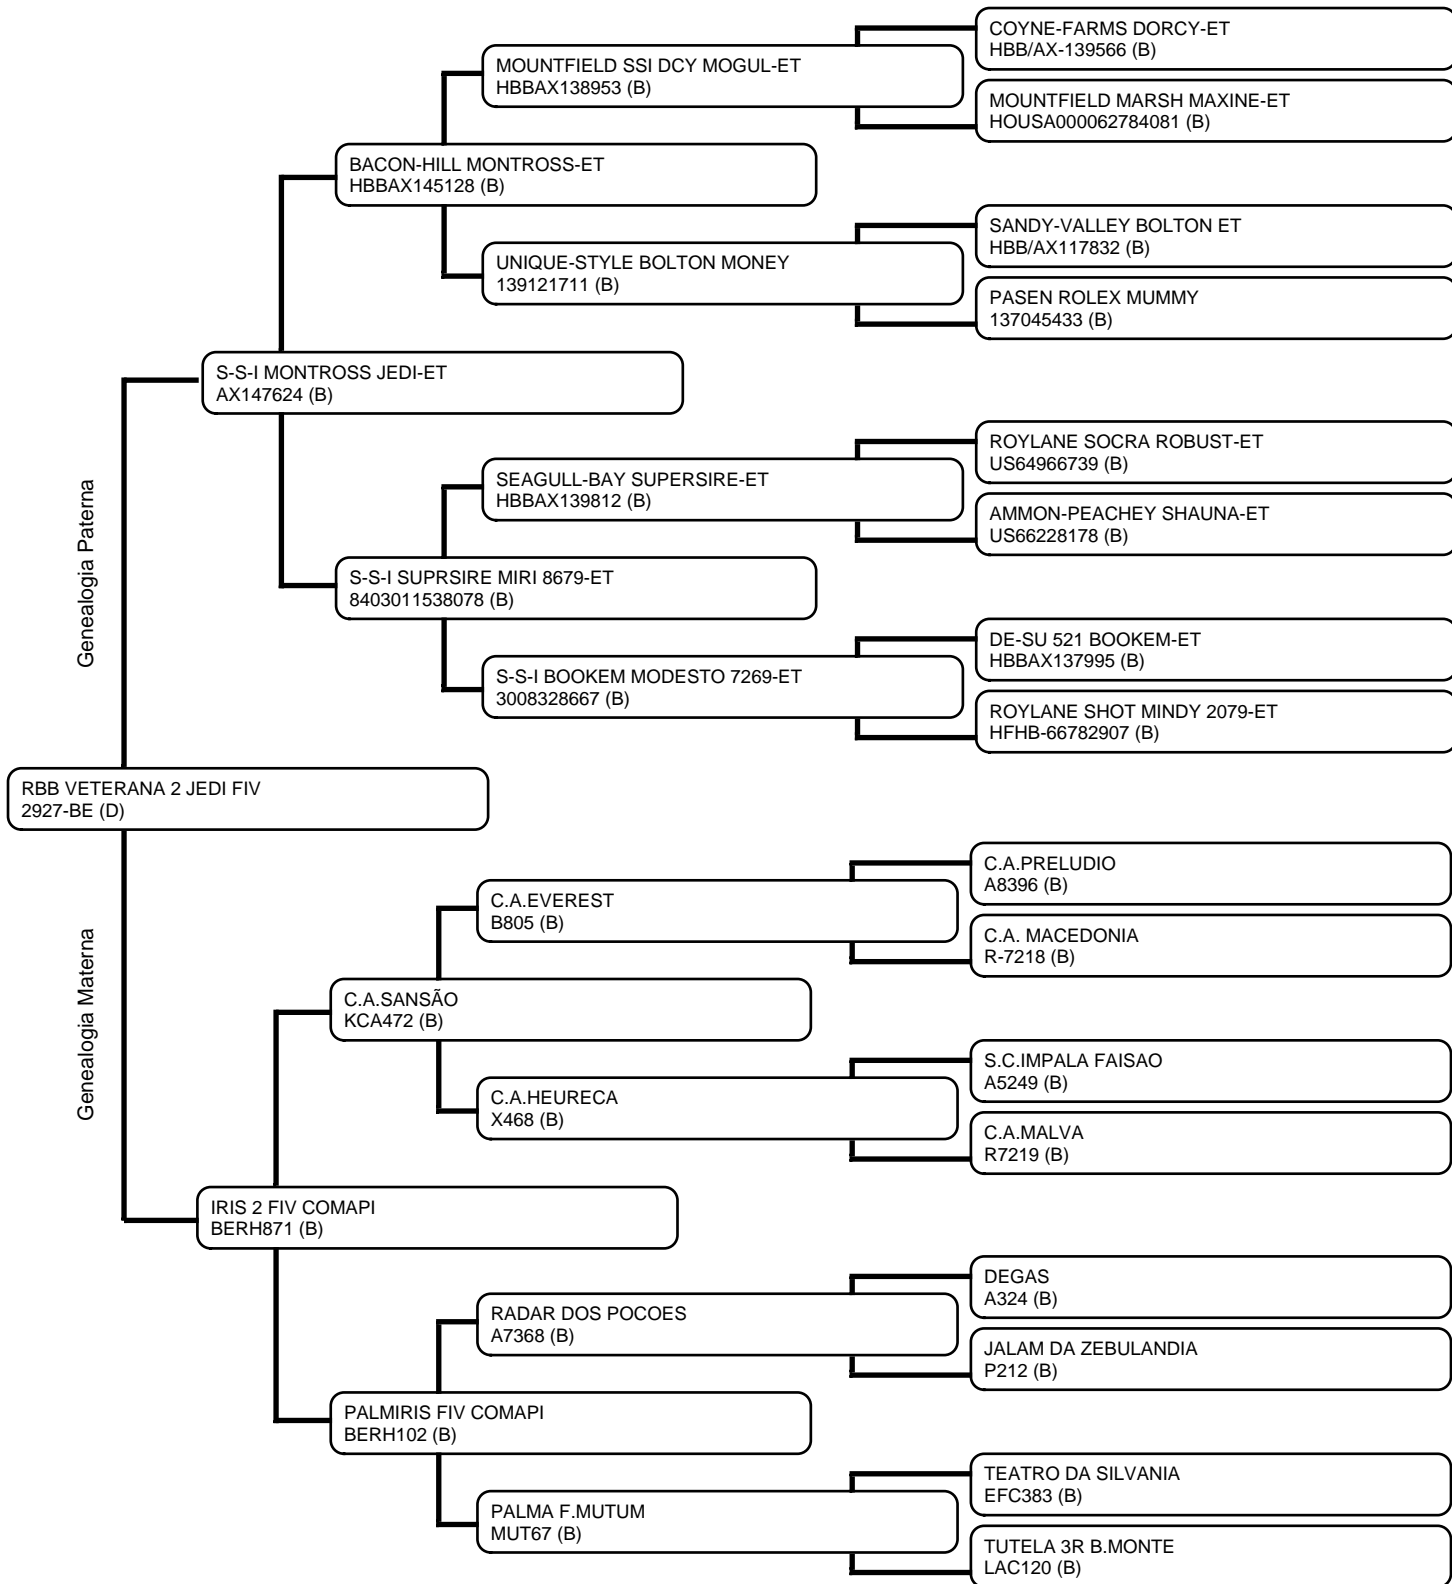 COYNE-FARMS DORCY-ET
HBB/AX-139566 (B)
MOUNTFIELD SSI DCY MOGUL-ET
HBBAX138953 (B)
MOUNTFIELD MARSH MAXINE-ET
HOUSA000062784081 (B)
BACON-HILL MONTROSS-ET
HBBAX145128 (B)
SANDY-VALLEY BOLTON ET
HBB/AX117832 (B)
UNIQUE-STYLE BOLTON MONEY
139121711 (B)
PASEN ROLEX MUMMY
137045433 (B)
S-S-I MONTROSS JEDI-ET
AX147624 (B)
ROYLANE SOCRA ROBUST-ET
US64966739 (B)
SEAGULL-BAY SUPERSIRE-ET
HBBAX139812 (B)
AMMON-PEACHEY SHAUNA-ET
US66228178 (B)
Genealogia Paterna
S-S-I SUPRSIRE MIRI 8679-ET
8403011538078 (B)
DE-SU 521 BOOKEM-ET
HBBAX137995 (B)
S-S-I BOOKEM MODESTO 7269-ET
3008328667 (B)
ROYLANE SHOT MINDY 2079-ET
HFHB-66782907 (B)
RBB VETERANA 2 JEDI FIV
2927-BE (D)
C.A.PRELUDIO
A8396 (B)
C.A.EVEREST
B805 (B)
C.A. MACEDONIA
R-7218 (B)
Genealogia Materna
C.A.SANSÃO
KCA472 (B)
S.C.IMPALA FAISAO
A5249 (B)
C.A.HEURECA
X468 (B)
C.A.MALVA
R7219 (B)
IRIS 2 FIV COMAPI
BERH871 (B)
DEGAS
A324 (B)
RADAR DOS POCOES
A7368 (B)
JALAM DA ZEBULANDIA
P212 (B)
PALMIRIS FIV COMAPI
BERH102 (B)
TEATRO DA SILVANIA
EFC383 (B)
PALMA F.MUTUM
MUT67 (B)
TUTELA 3R B.MONTE
LAC120 (B)